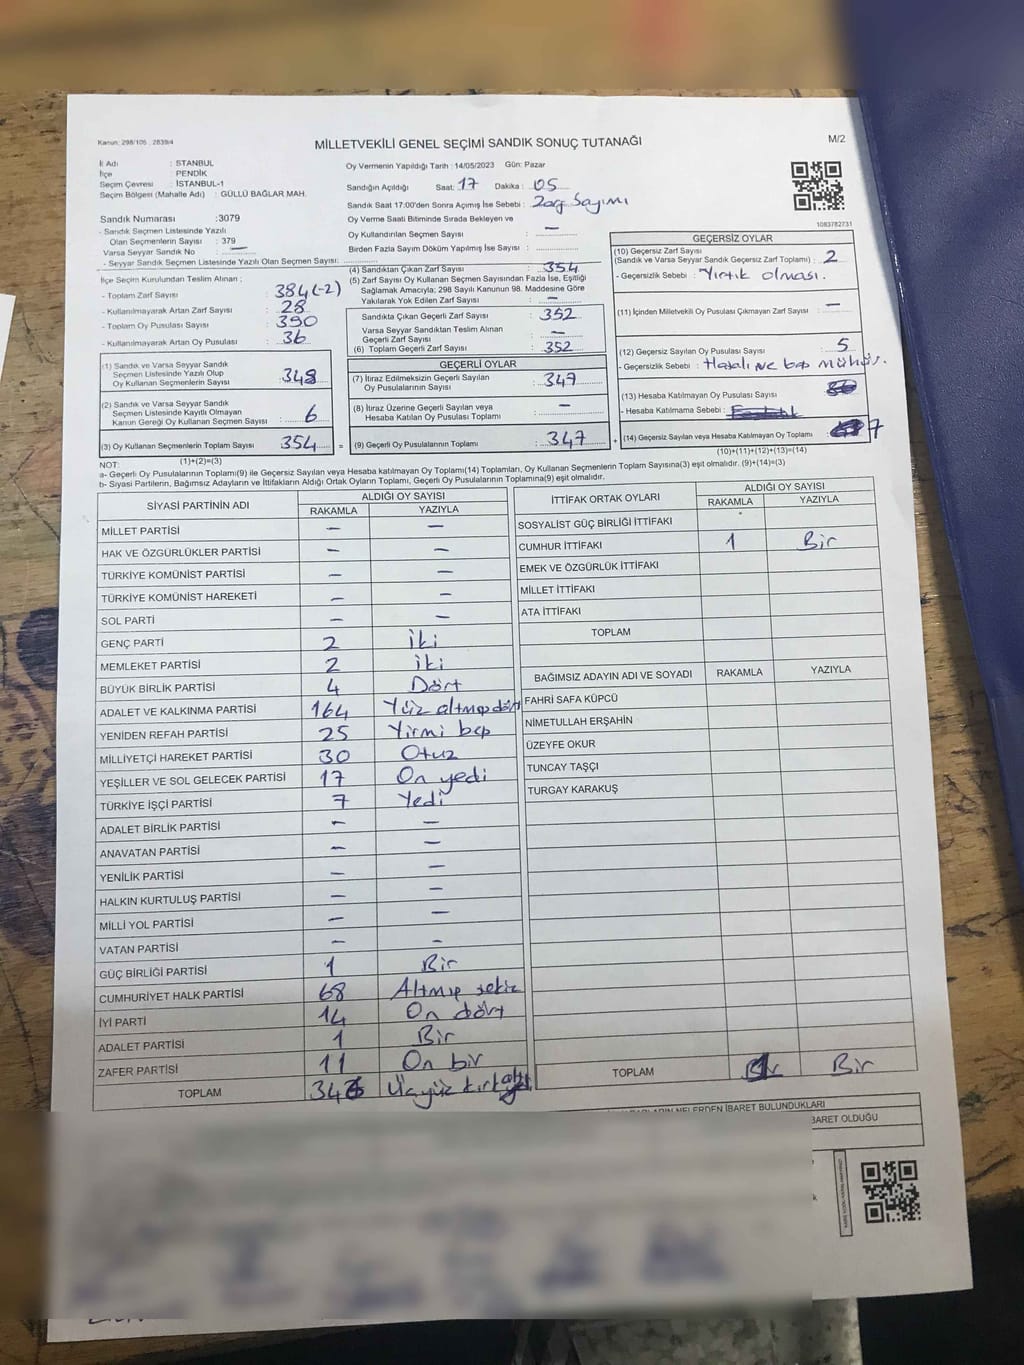 Kanun: 298/105 , 2839/4
MİLLETVEKİLİ GENEL SEÇİMİ SANDIK SONUÇ TUTANAĞI
M/2
İl Adı : İSTANBUL
İlçe : PENDİK
Seçim Çevresi : İSTANBUL-1
Seçim Bölgesi (Mahalle Adı) : GÜLLÜ BAĞLAR MAH.
Oy Vermenin Yapıldığı Tarih : 14/05/2023 Gün: Pazar
Sandığın Açıldığı Saat: 17 Dakika : 05
Sandık Saat 17:00'den Sonra Açımış İse Sebebi : Zarf Sayımı
Oy Verme Saati Bitiminde Sırada Bekleyen ve
Oy Kullandırılan Seçmen Sayısı : —
Birden Fazla Sayım Döküm Yapılmış İse Sayısı :
1083782731
Sandık Numarası :3079
- Sandık Seçmen Listesinde Yazılı
Olan Seçmenlerin Sayısı : 379
Varsa Seyyar Sandık No : —
- Seyyar Sandık Seçmen Listesinde Yazılı Olan Seçmen Sayısı:
İlçe Seçim Kurulundan Teslim Alınan ;
- Toplam Zarf Sayısı : 384(-2)
- Kullanılmayarak Artan Zarf Sayısı : 28
- Toplam Oy Pusulası Sayısı : 390
- Kullanılmayarak Artan Oy Pusulası : 36
(1) Sandık ve Varsa Seyyar Sandık
Seçmen Listesinde Yazılı Olup
Oy Kullanan Seçmenlerin Sayısı : 348
(2) Sandık ve Varsa Seyyar Sandık
Seçmen Listesinde Kayıtlı Olmayan
Kanun Gereği Oy Kullanan Seçmen Sayısı : 6
(3) Oy Kullanan Seçmenlerin Toplam Sayısı 354 =
(1)+(2)=(3)
(4) Sandıktan Çıkan Zarf Sayısı : 354
(5) Zarf Sayısı Oy Kullanan Seçmen Sayısından Fazla İse, Eşitliği
Sağlamak Amacıyla; 298 Sayılı Kanunun 98. Maddesine Göre
Yakılarak Yok Edilen Zarf Sayısı : —
Sandıkta Çıkan Geçerli Zarf Sayısı : 352
Varsa Seyyar Sandıktan Teslim Alınan
Geçerli Zarf Sayısı : —
(6) Toplam Geçerli Zarf Sayısı : 352
GEÇERLİ OYLAR
(7) İtiraz Edilmeksizin Geçerli Sayılan
Oy Pusulalarının Sayısı : 347
(8) İtiraz Üzerine Geçerli Sayılan veya
Hesaba Katılan Oy Pusulası Toplamı : —
(9) Geçerli Oy Pusulalarının Toplamı : 347 +
GEÇERSİZ OYLAR
(10) Geçersiz Zarf Sayısı
(Sandık ve Varsa Seyyar Sandık Geçersiz Zarf Toplamı) : 2
- Geçersizlik Sebebi : Yırtık olması.
(11) İçinden Milletvekili Oy Pusulası Çıkmayan Zarf Sayısı : —
(12) Geçersiz Sayılan Oy Pusulası Sayısı : 5
- Geçersizlik Sebebi : Hatalı ve boş mühür.
(13) Hesaba Katılmayan Oy Pusulası Sayısı
- Hesaba Katılmama Sebebi :
(14) Geçersiz Sayılan veya Hesaba Katılmayan Oy Toplamı : 7
(10)+(11)+(12)+(13)=(14)
NOT:
a- Geçerli Oy Pusulalarının Toplamı(9) ile Geçersiz Sayılan veya Hesaba katılmayan Oy Toplamı(14) Toplamları, Oy Kullanan Seçmenlerin Toplam Sayısına(3) eşit olmalıdır. (9)+(14)=(3)
b- Siyasi Partilerin, Bağımsız Adayların ve İttifakların Aldığı Ortak Oyların Toplamı, Geçerli Oy Pusulalarının Toplamına(9) eşit olmalıdır.
SİYASİ PARTİNİN ADI ALDIĞI OY SAYISI
RAKAMLA YAZIYLA
MİLLET PARTİSİ — —
HAK VE ÖZGÜRLÜKLER PARTİSİ — —
TÜRKİYE KOMÜNİST PARTİSİ — —
TÜRKİYE KOMÜNİST HAREKETİ — —
SOL PARTİ — —
GENÇ PARTİ 2 iki
MEMLEKET PARTİSİ 2 iki
BÜYÜK BİRLİK PARTİSİ 4 Dört
ADALET VE KALKINMA PARTİSİ 164 Yüz altmış dört
YENİDEN REFAH PARTİSİ 25 Yirmi beş
MİLLİYETÇİ HAREKET PARTİSİ 30 Otuz
YEŞİLLER VE SOL GELECEK PARTİSİ 17 On yedi
TÜRKİYE İŞÇİ PARTİSİ 7 Yedi
ADALET BİRLİK PARTİSİ — —
ANAVATAN PARTİSİ — —
YENİLİK PARTİSİ — —
HALKIN KURTULUŞ PARTİSİ — —
MİLLİ YOL PARTİSİ — —
VATAN PARTİSİ — -
GÜÇ BİRLİĞİ PARTİSİ 1 Bir
CUMHURİYET HALK PARTİSİ 68 Altmış sekiz
İYİ PARTİ 14 On dört
ADALET PARTİSİ 1 Bir
ZAFER PARTİSİ 11 On bir
TOPLAM 346 Üçyüz kırk altı
İTTİFAK ORTAK OYLARI ALDIĞI OY SAYISI
RAKAMLA YAZIYLA
SOSYALİST GÜÇ BİRLİĞİ İTTİFAKI
CUMHUR İTTİFAKI 1 Bir
EMEK VE ÖZGÜRLÜK İTTİFAKI
MİLLET İTTİFAKI
ATA İTTİFAKI
TOPLAM
BAĞIMSIZ ADAYIN ADI VE SOYADI RAKAMLA YAZIYLA
FAHRİ SAFA KÜPCÜ
NİMETULLAH ERŞAHİN
ÜZEYFE OKUR
TUNCAY TAŞÇI
TURGAY KARAKUŞ
TOPLAM 1 Bir
NELERDEN İBARET BULUNDUKLARI
BARET OLDUĞU